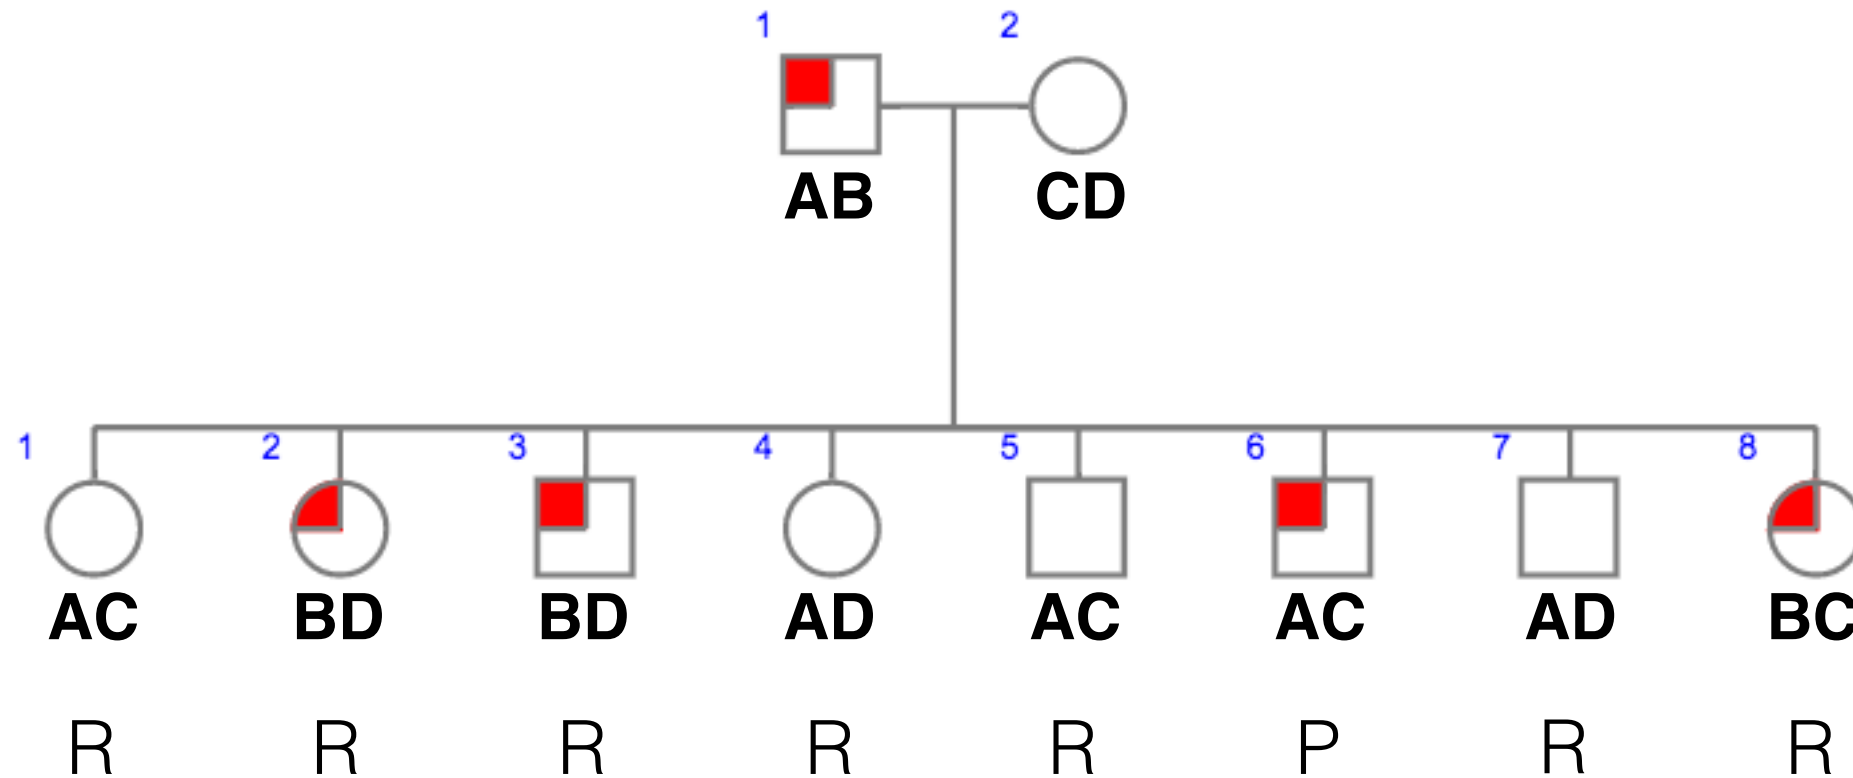 1 2
AB CD
1 2 3 4 5 6 7 8
AC BD BD AD AC AC AD BC
R R R R R P R R